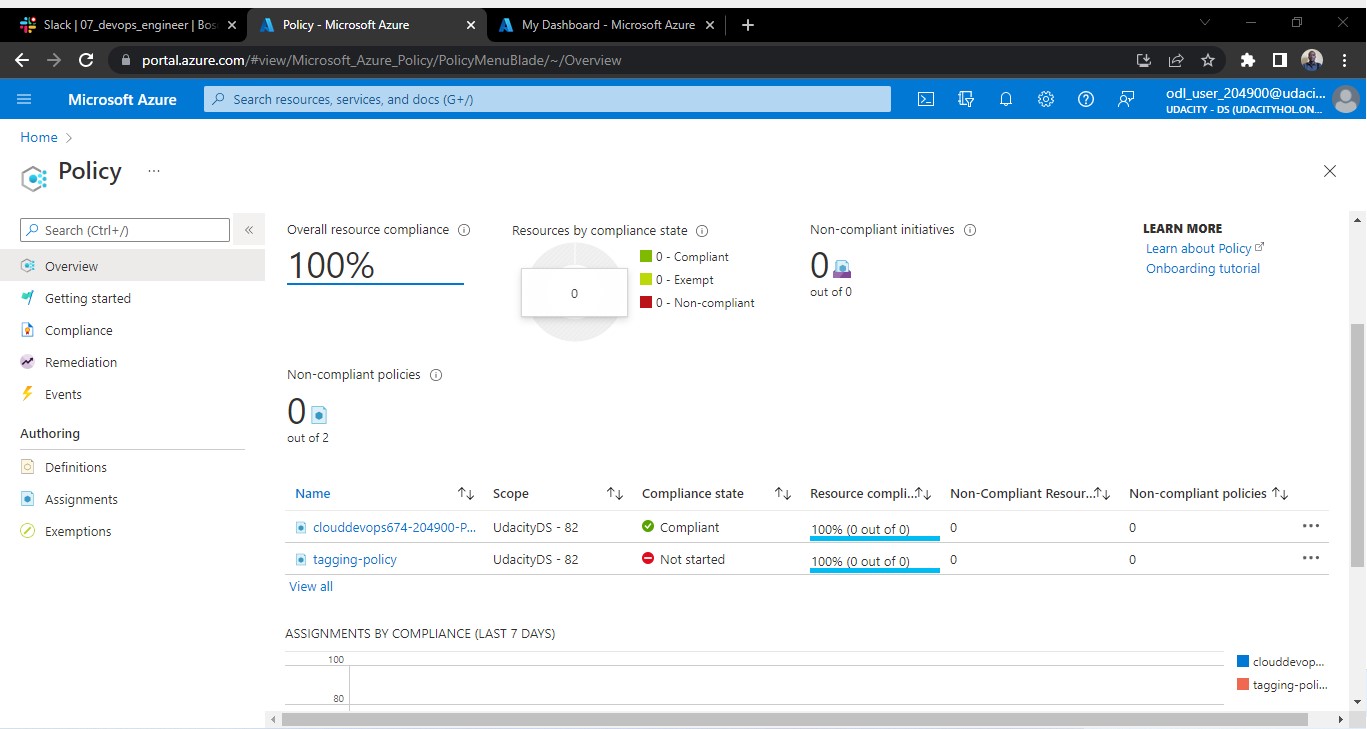 Slack | 07_devops_engineer | Bos
Policy - Microsoft Azure
My Dashboard - Microsoft Azure
portal.azure.com/#view/Microsoft_Azure_Policy/PolicyMenuBlade/~/Overview
Microsoft Azure
Search resources, services, and docs (G+/)
odl_user_204900@udaci...
UDACITY - DS (UDACITYHOL.ON...
Home
Policy
...
Search (Ctrl+/)
«
Overview
Getting started
Compliance
Remediation
Events
Authoring
Definitions
Assignments
Exemptions
Overall resource compliance
100%
Resources by compliance state
0
0 - Compliant
0 - Exempt
0 - Non-compliant
Non-compliant initiatives
0
out of 0
LEARN MORE
Learn about Policy
Onboarding tutorial
Non-compliant policies
0
out of 2
Name Scope Compliance state Resource compli... Non-Compliant Resour... Non-compliant policies
clouddevops674-204900-P... UdacityDS - 82 Compliant 100% (0 out of 0) 0 0 ...
tagging-policy UdacityDS - 82 Not started 100% (0 out of 0) 0 0 ...
View all
ASSIGNMENTS BY COMPLIANCE (LAST 7 DAYS)
100
80
clouddevop...
tagging-poli...